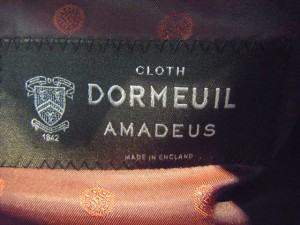 CLOTH
DORMEUIL
AMADEUS
MADE IN ENGLAND
1842